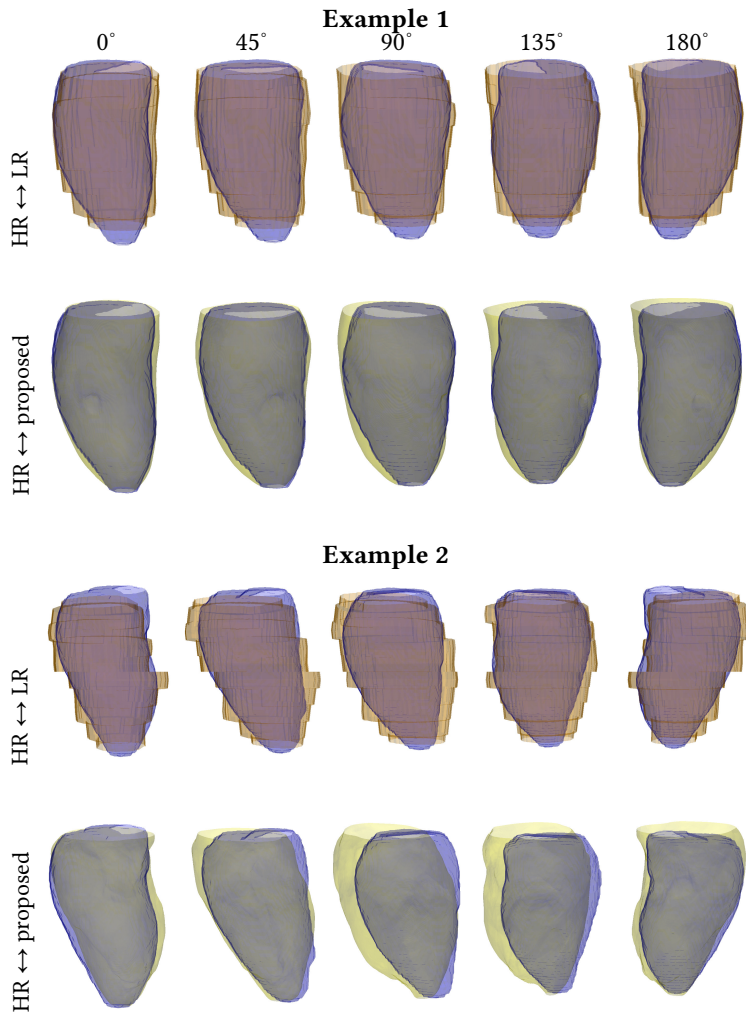 Example 1
0° 45° 90° 135° 180°
HR ↔ LR
HR ↔ proposed
Example 2
HR ↔ LR
HR ↔ proposed